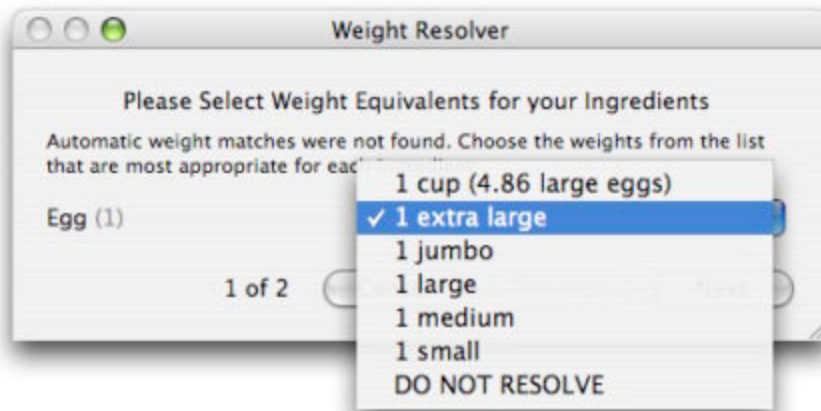 Weight Resolver
Please Select Weight Equivalents for your Ingredients
Automatic weight matches were not found. Choose the weights from the list
that are most appropriate for each
Egg (1)
1 cup (4.86 large eggs)
✓ 1 extra large
1 jumbo
1 of 2
1 large
1 medium
1 small
DO NOT RESOLVE